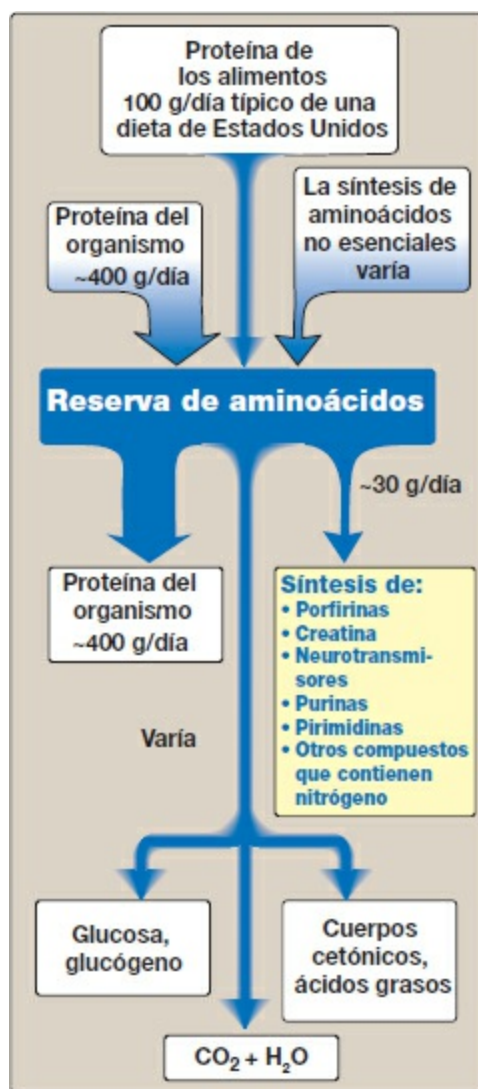 Proteína de
los alimentos
100 g/día típico de una
dieta de Estados Unidos
Proteína del
organismo
~400 g/día
La síntesis de
aminoácidos
no esenciales
varía
Reserva de aminoácidos
~30 g/día
Proteína del
organismo
~400 g/día
Síntesis de:
• Porfirinas
• Creatina
• Neurotransmi-
sores
• Purinas
• Pirimidinas
• Otros compuestos
que contienen
nitrógeno
Varía
Glucosa,
glucógeno
Cuerpos
cetónicos,
ácidos grasos
CO₂ + H₂O